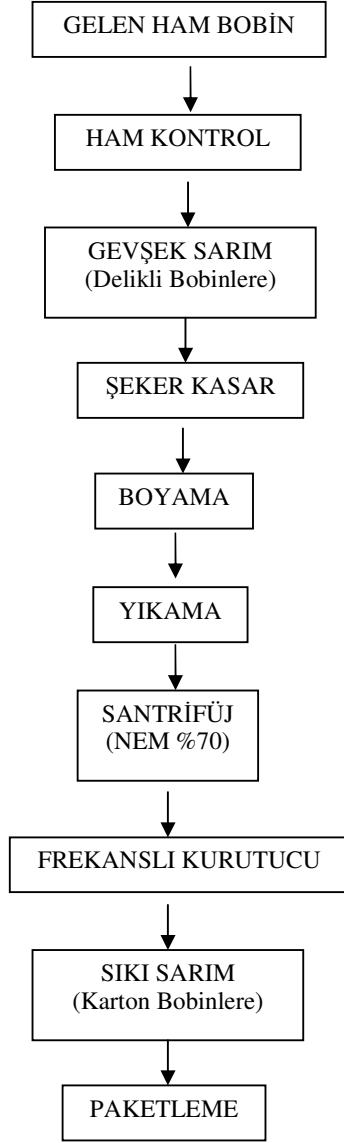 GELEN HAM BOBİN
HAM KONTROL
GEVŞEK SARIM
(Delikli Bobinlere)
ŞEKER KASAR
BOYAMA
YIKAMA
SANTRİFÜJ
(NEM %70)
FREKANSLI KURUTUCU
SIKI SARIM
(Karton Bobinlere)
PAKETLEME